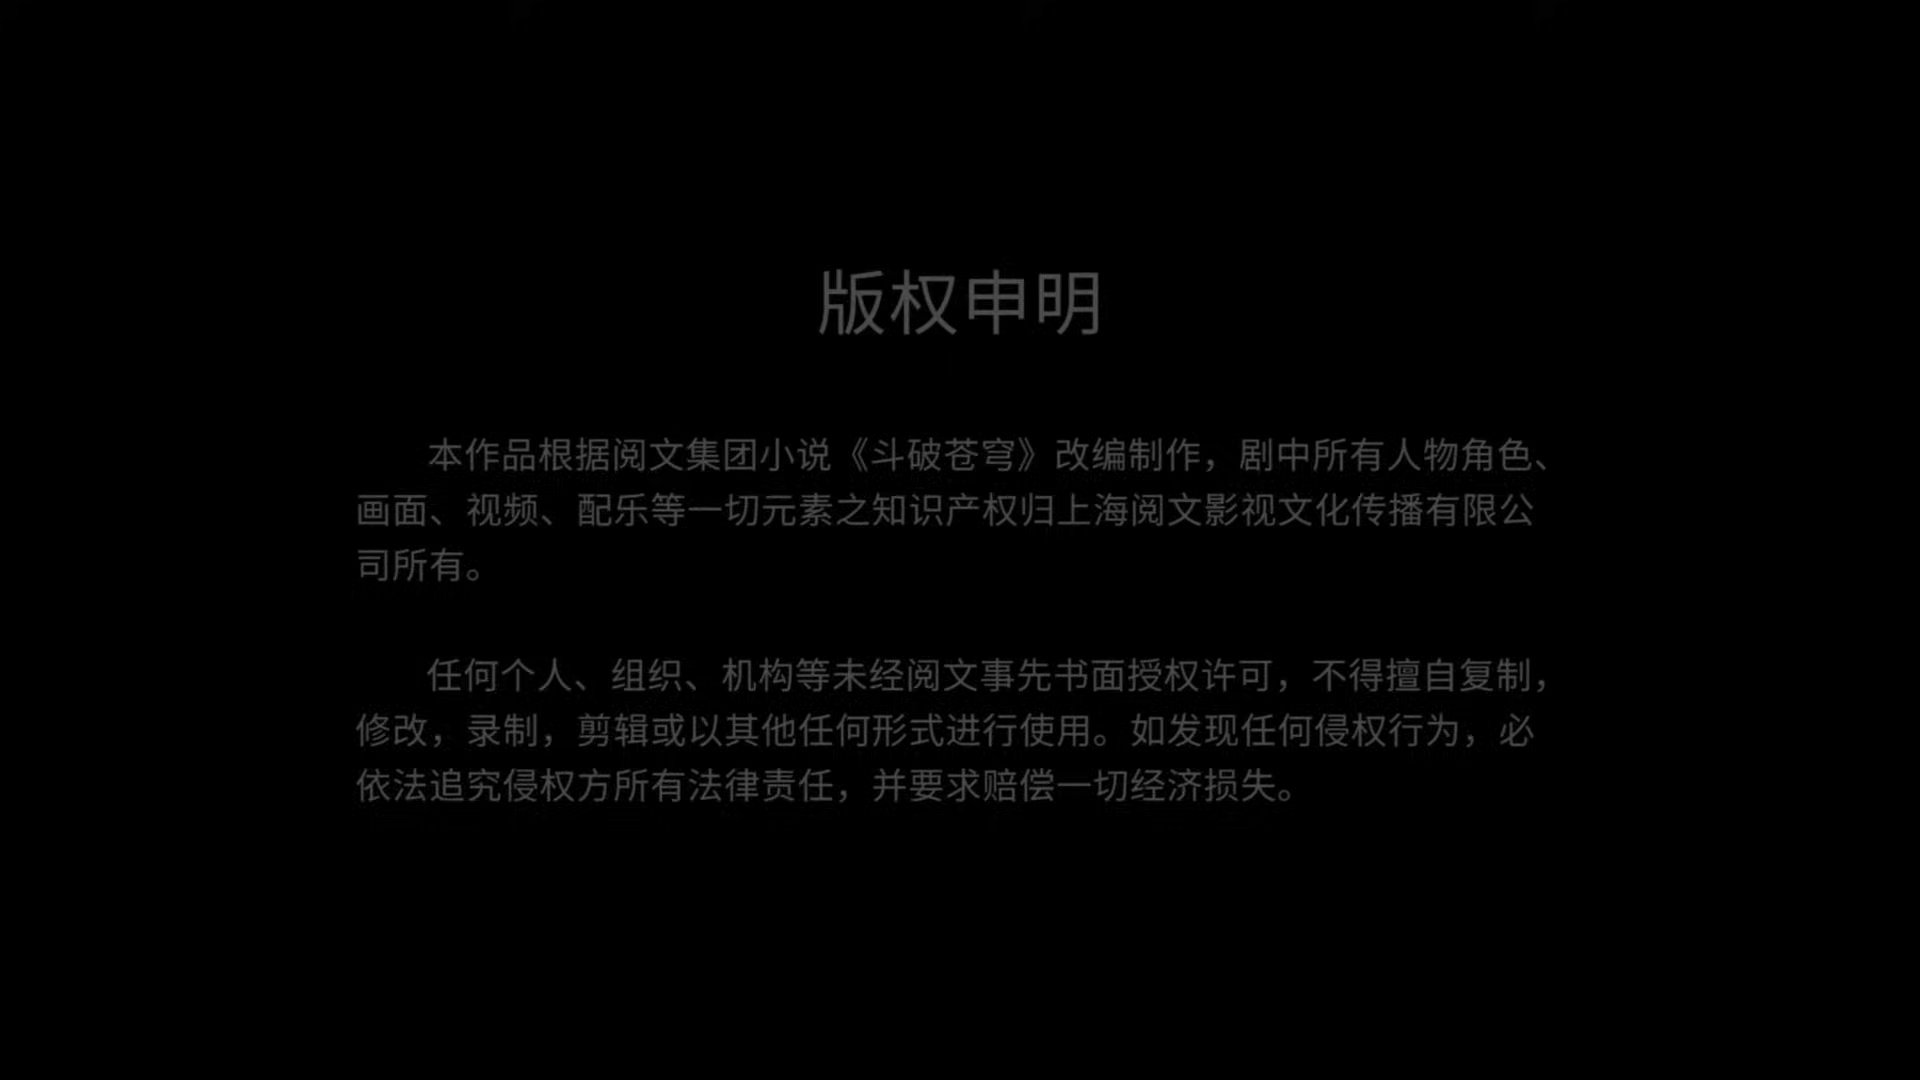 版权申明
本作品根据阅文集团小说《斗破苍穹》改编制作，剧中所有人物角色、
画面、视频、配乐等一切元素之知识产权归上海阅文影视文化传播有限公
司所有。
任何个人、组织、机构等未经阅文事先书面授权许可，不得擅自复制，
修改，录制，剪辑或以其他任何形式进行使用。如发现任何侵权行为，必
依法追究侵权方所有法律责任，并要求赔偿一切经济损失。